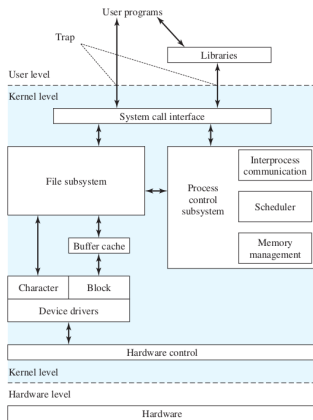 User programs
Trap
Libraries
User level
Kernel level
System call interface
File subsystem
Process
control
subsystem
Interprocess
communication
Scheduler
Memory
management
Buffer cache
Character
Block
Device drivers
Hardware control
Kernel level
Hardware level
Hardware